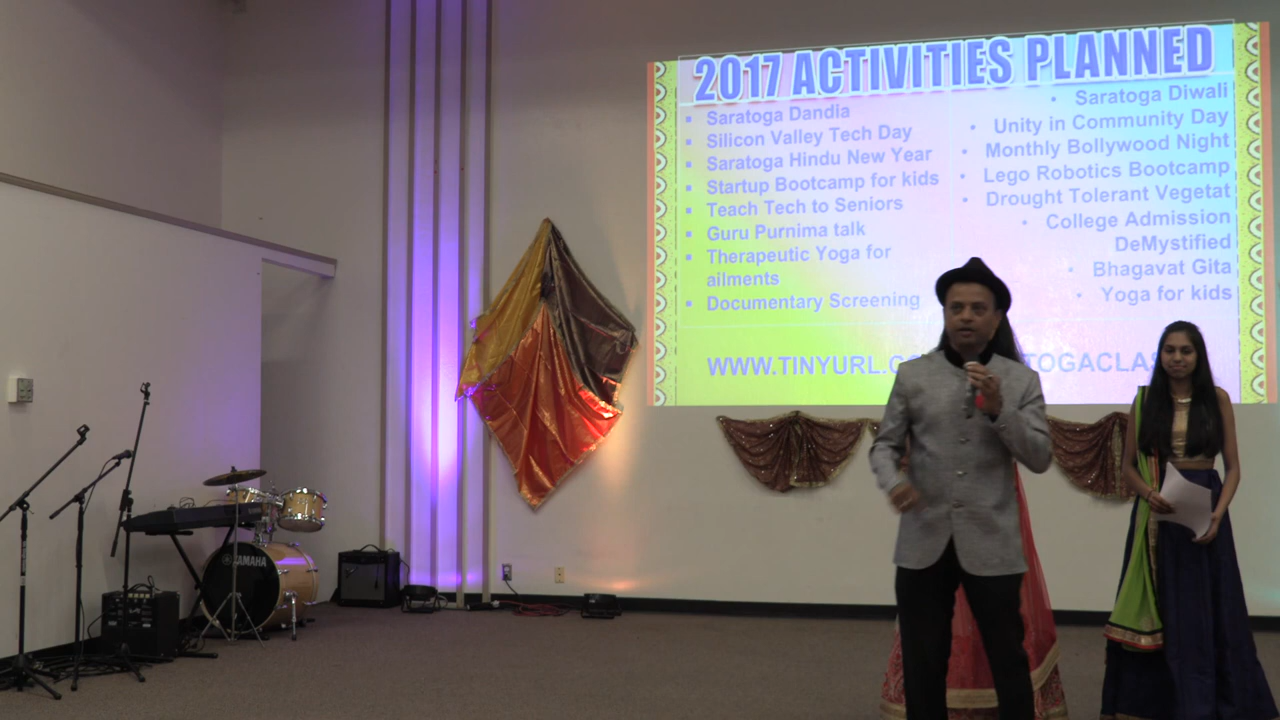 2017 ACTIVITIES PLANNED
▪ Saratoga Dandia
▪ Silicon Valley Tech Day
▪ Saratoga Hindu New Year
▪ Startup Bootcamp for kids
▪ Teach Tech to Seniors
▪ Guru Purnima talk
▪ Therapeutic Yoga for
ailments
▪ Documentary Screening
• Saratoga Diwali
• Unity in Community Day
• Monthly Bollywood Night
• Lego Robotics Bootcamp
• Drought Tolerant Vegetat
• College Admission
DeMystified
• Bhagavat Gita
• Yoga for kids
WWW.TINYURL.C TOGACLAS
YAMAHA